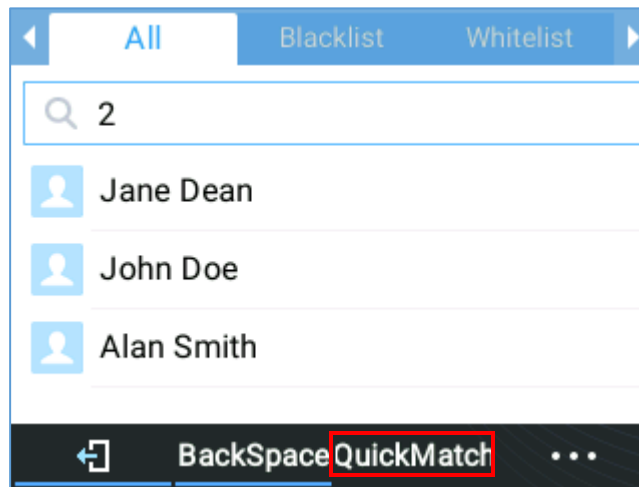 All Blacklist Whitelist
2
Jane Dean
John Doe
Alan Smith
BackSpace QuickMatch ...